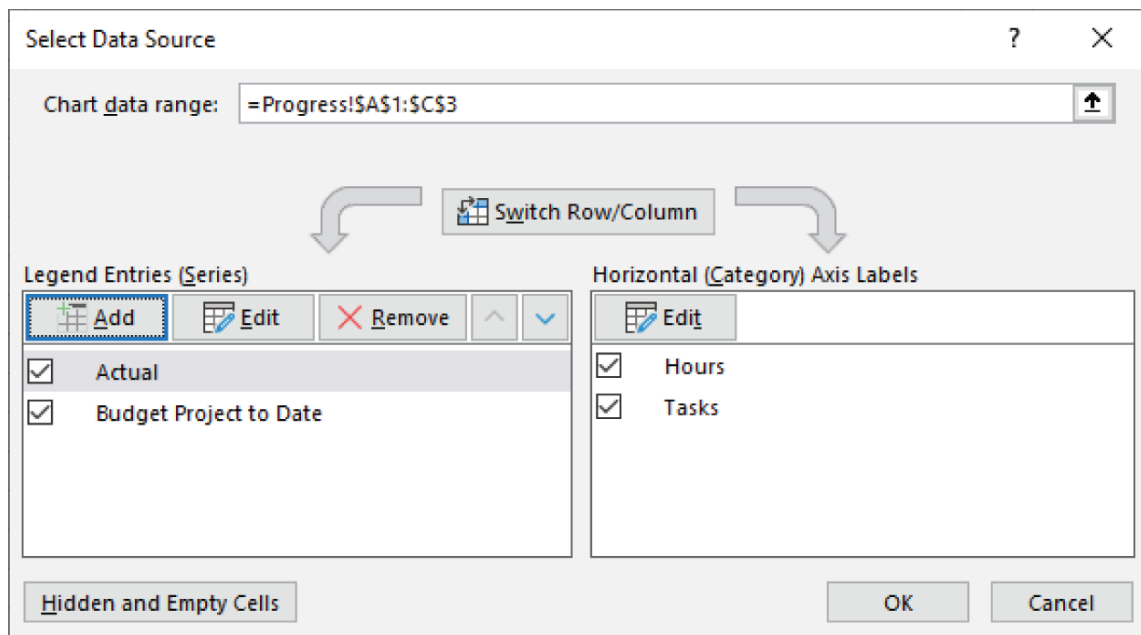 Select Data Source ?
Chart data range: =Progress!$A$1:$C$3
Switch Row/Column
Legend Entries (Series)
Add Edit Remove
Actual
Budget Project to Date
Horizontal (Category) Axis Labels
Edit
Hours
Tasks
Hidden and Empty Cells OK Cancel